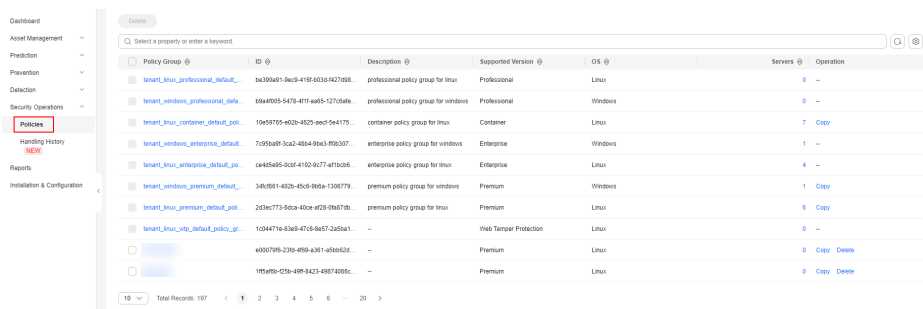 Dashboard
Asset Management
Prediction
Prevention
Detection
Security Operations
Policies
Handling History
NEW
Reports
Installation & Configuration
Delete
Select a property or enter a keyword.
Policy Group ID Description Supported Version OS Servers Operation
tenant_linux_professional_default_... be390a91-9ec9-416f-b03d-f427d98... professional policy group for linux Professional Linux 0 --
tenant_windows_professional_defa... b9a4f005-5478-4f1f-aa65-127c6afe... professional policy group for windows Professional Windows 0 --
tenant_linux_container_default_poli... 10e59765-e02b-4625-aecf-5e4175... container policy group for linux Container Linux 7 Copy
tenant_windows_enterprise_default... 7c95ba9f-3ca2-48b4-9be3-ff0b307... enterprise policy group for windows Enterprise Windows 1 --
tenant_linux_enterprise_default_po... ce4d5e95-0cbf-4102-9c77-ef1bcb6... enterprise policy group for linux Enterprise Linux 4 --
tenant_windows_premium_default_... 34fcf861-402b-45c6-9b6a-1308779... premium policy group for windows Premium Windows 1 Copy
tenant_linux_premium_default_poli... 2d3ec773-6dca-40ce-af28-0fa87db... premium policy group for linux Premium Linux 6 Copy
tenant_linux_wtp_default_policy_gr... 1c04471e-63e9-47c6-8e57-2a5ba1... -- Web Tamper Protection Linux 0 --
e00079f6-23fd-4f69-a361-a5bb62d... -- Premium Linux 0 Copy Delete
1ff5af6b-f25b-49ff-8423-49874086c... -- Premium Linux 0 Copy Delete
10 Total Records: 197 < 1 2 3 4 5 6 ... 20 >